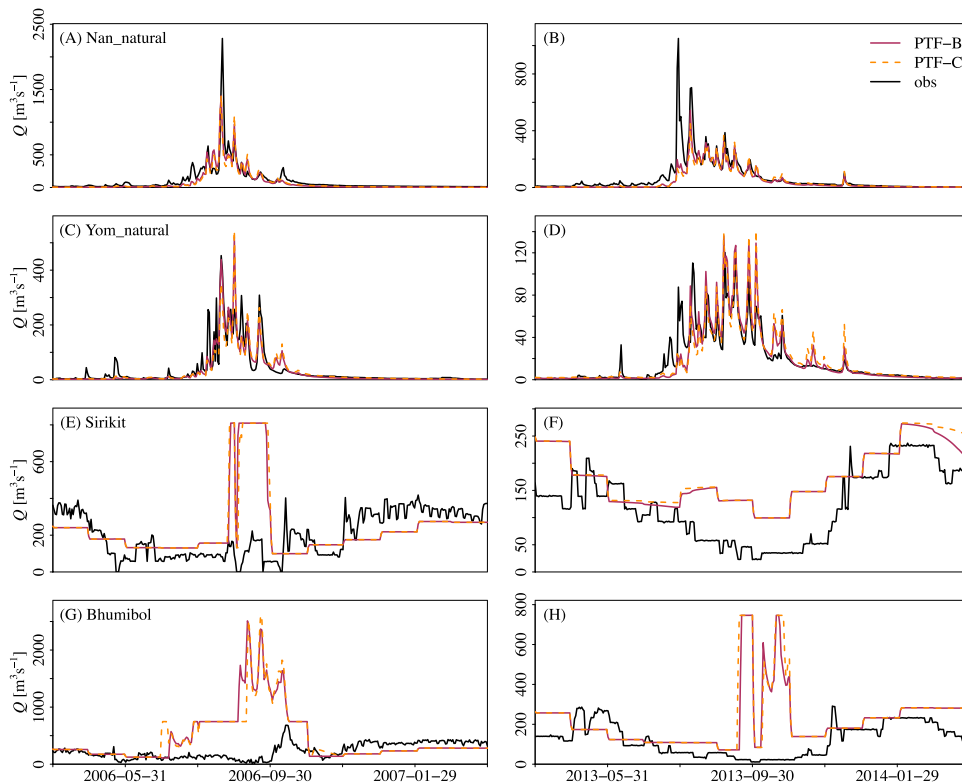 (A) Nan_natural
Q [m³s⁻¹]
0 500 1500 2500
(B)
PTF−B
PTF−C
obs
0 400 800
(C) Yom_natural
Q [m³s⁻¹]
0 200 400
(D)
0 40 80 120
(E) Sirikit
Q [m³s⁻¹]
0 200 600
(F)
0 50 150 250
(G) Bhumibol
Q [m³s⁻¹]
0 1000 2000
2006−05−31 2006−09−30 2007−01−29
(H)
0 200 400 600 800
2013−05−31 2013−09−30 2014−01−29